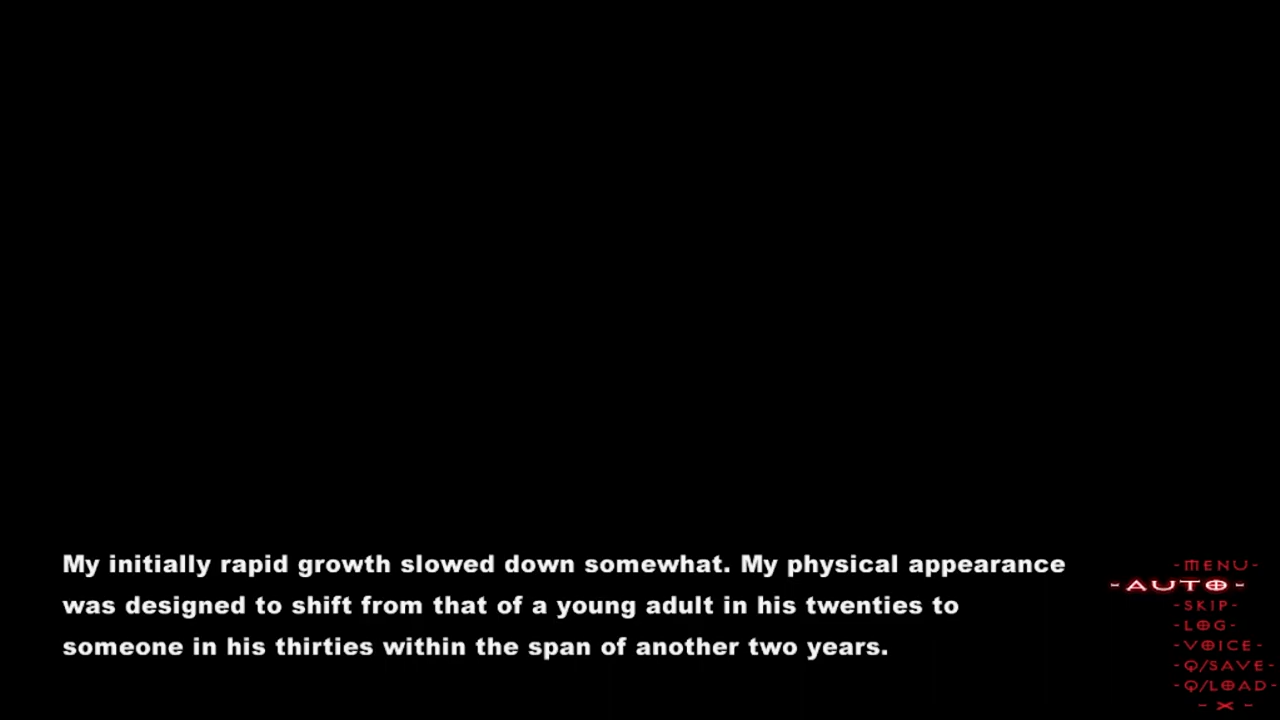 My initially rapid growth slowed down somewhat. My physical appearance
was designed to shift from that of a young adult in his twenties to
someone in his thirties within the span of another two years.
-MENU-
-AUTO-
-SKIP-
-LOG-
-VOICE-
-Q/SAVE-
-Q/LOAD-
-X-